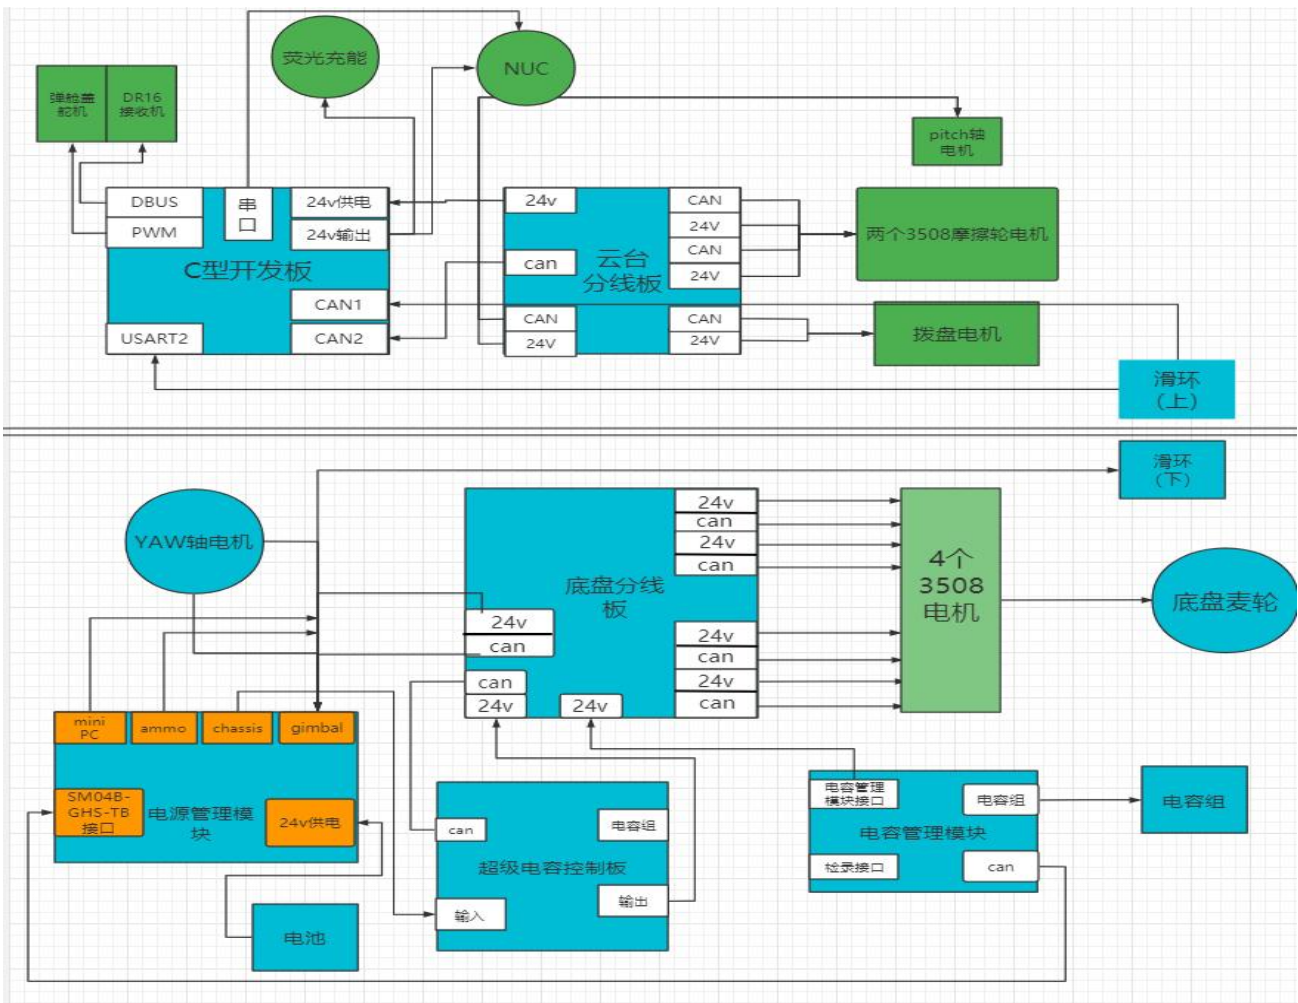 荧光充能
NUC
弹舱盖
舵机
DR16
接收机
pitch轴
电机
DBUS
PWM
串
口
24v供电
24v输出
C型开发板
CAN1
USART2
CAN2
24v
can
CAN
24V
云台
分线板
CAN
24V
CAN
24V
CAN
24V
两个3508摩擦轮电机
拨盘电机
滑环
(上)
滑环
(下)
YAW轴电机
24v
can
24v
can
底盘分线
板
24v
can
can
24v
24v
24v
can
24v
can
4个
3508
电机
底盘麦轮
mini
PC
ammo
chassis
gimbal
SM04B-
GHS-TB
接口
电源管理模
块
24v供电
电池
can
电容组
超级电容控制板
输入
输出
电容管理
模块接口
电容组
电容管理模块
检录接口
can
电容组